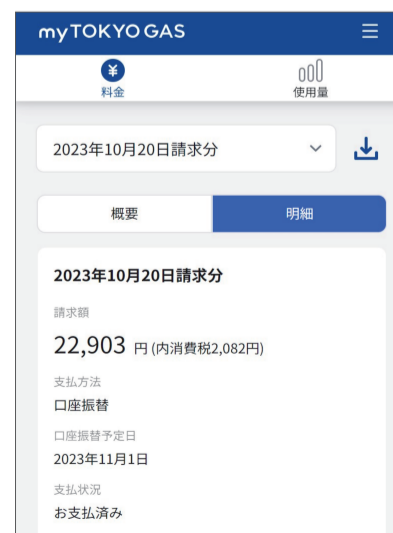 myTOKYO GAS
料金
使用量
2023年10月20日請求分
概要
明細
2023年10月20日請求分
請求額
22,903 円 (内消費税2,082円)
支払方法
口座振替
口座振替予定日
2023年11月1日
支払状況
お支払済み